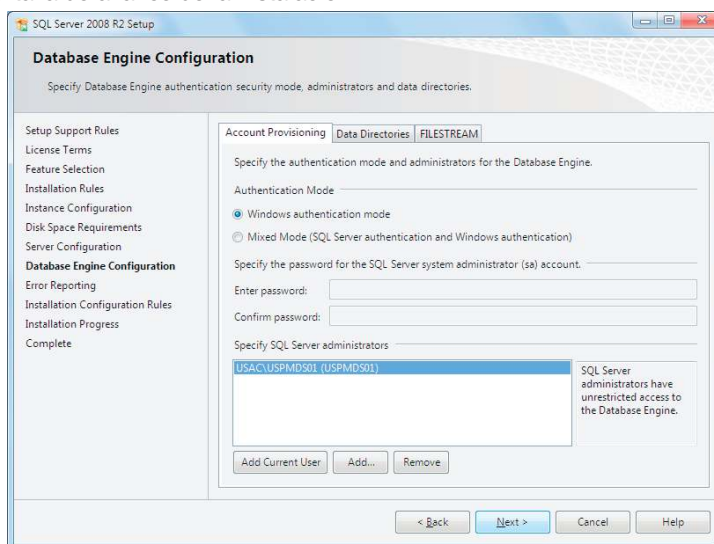 SQL Server 2008 R2 Setup
Database Engine Configuration
Specify Database Engine authentication security mode, administrators and data directories.
Setup Support Rules
License Terms
Feature Selection
Installation Rules
Instance Configuration
Disk Space Requirements
Server Configuration
Database Engine Configuration
Error Reporting
Installation Configuration Rules
Installation Progress
Complete
Account Provisioning Data Directories FILESTREAM
Specify the authentication mode and administrators for the Database Engine.
Authentication Mode
Windows authentication mode
Mixed Mode (SQL Server authentication and Windows authentication)
Specify the password for the SQL Server system administrator (sa) account.
Enter password:
Confirm password:
Specify SQL Server administrators
USAC\USPMDS01 (USPMDS01)
SQL Server
administrators have
unrestricted access to
the Database Engine.
Add Current User Add... Remove
< Back Next > Cancel Help